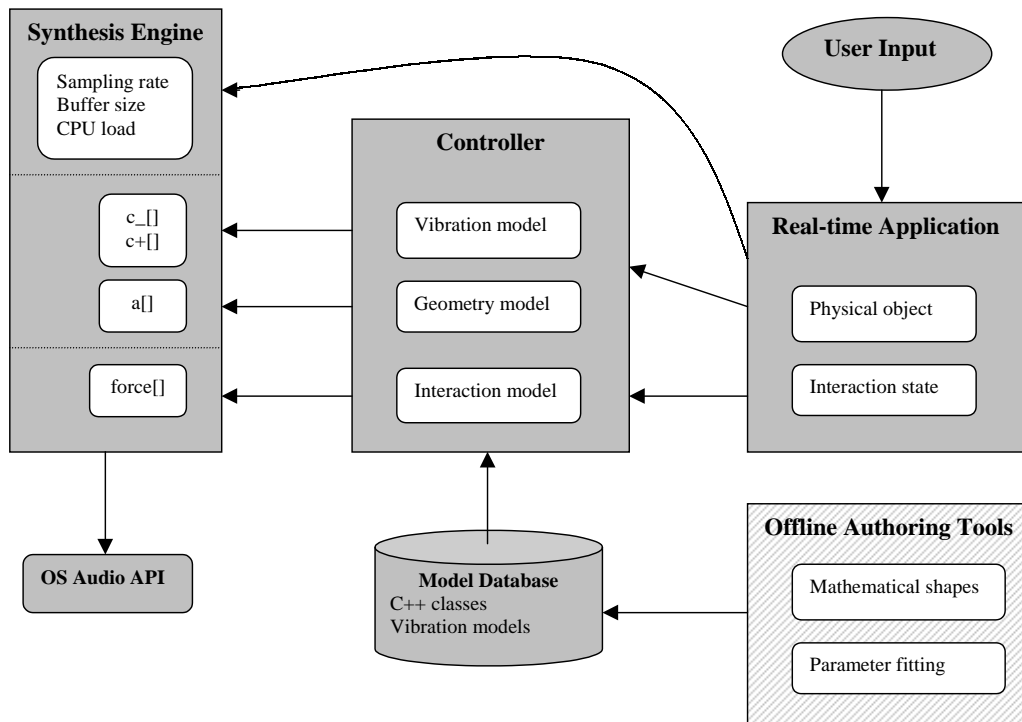 Synthesis Engine
Sampling rate
Buffer size
CPU load
c_[]
c+[]
a[]
force[]
OS Audio API
Controller
Vibration model
Geometry model
Interaction model
Model Database
C++ classes
Vibration models
User Input
Real-time Application
Physical object
Interaction state
Offline Authoring Tools
Mathematical shapes
Parameter fitting